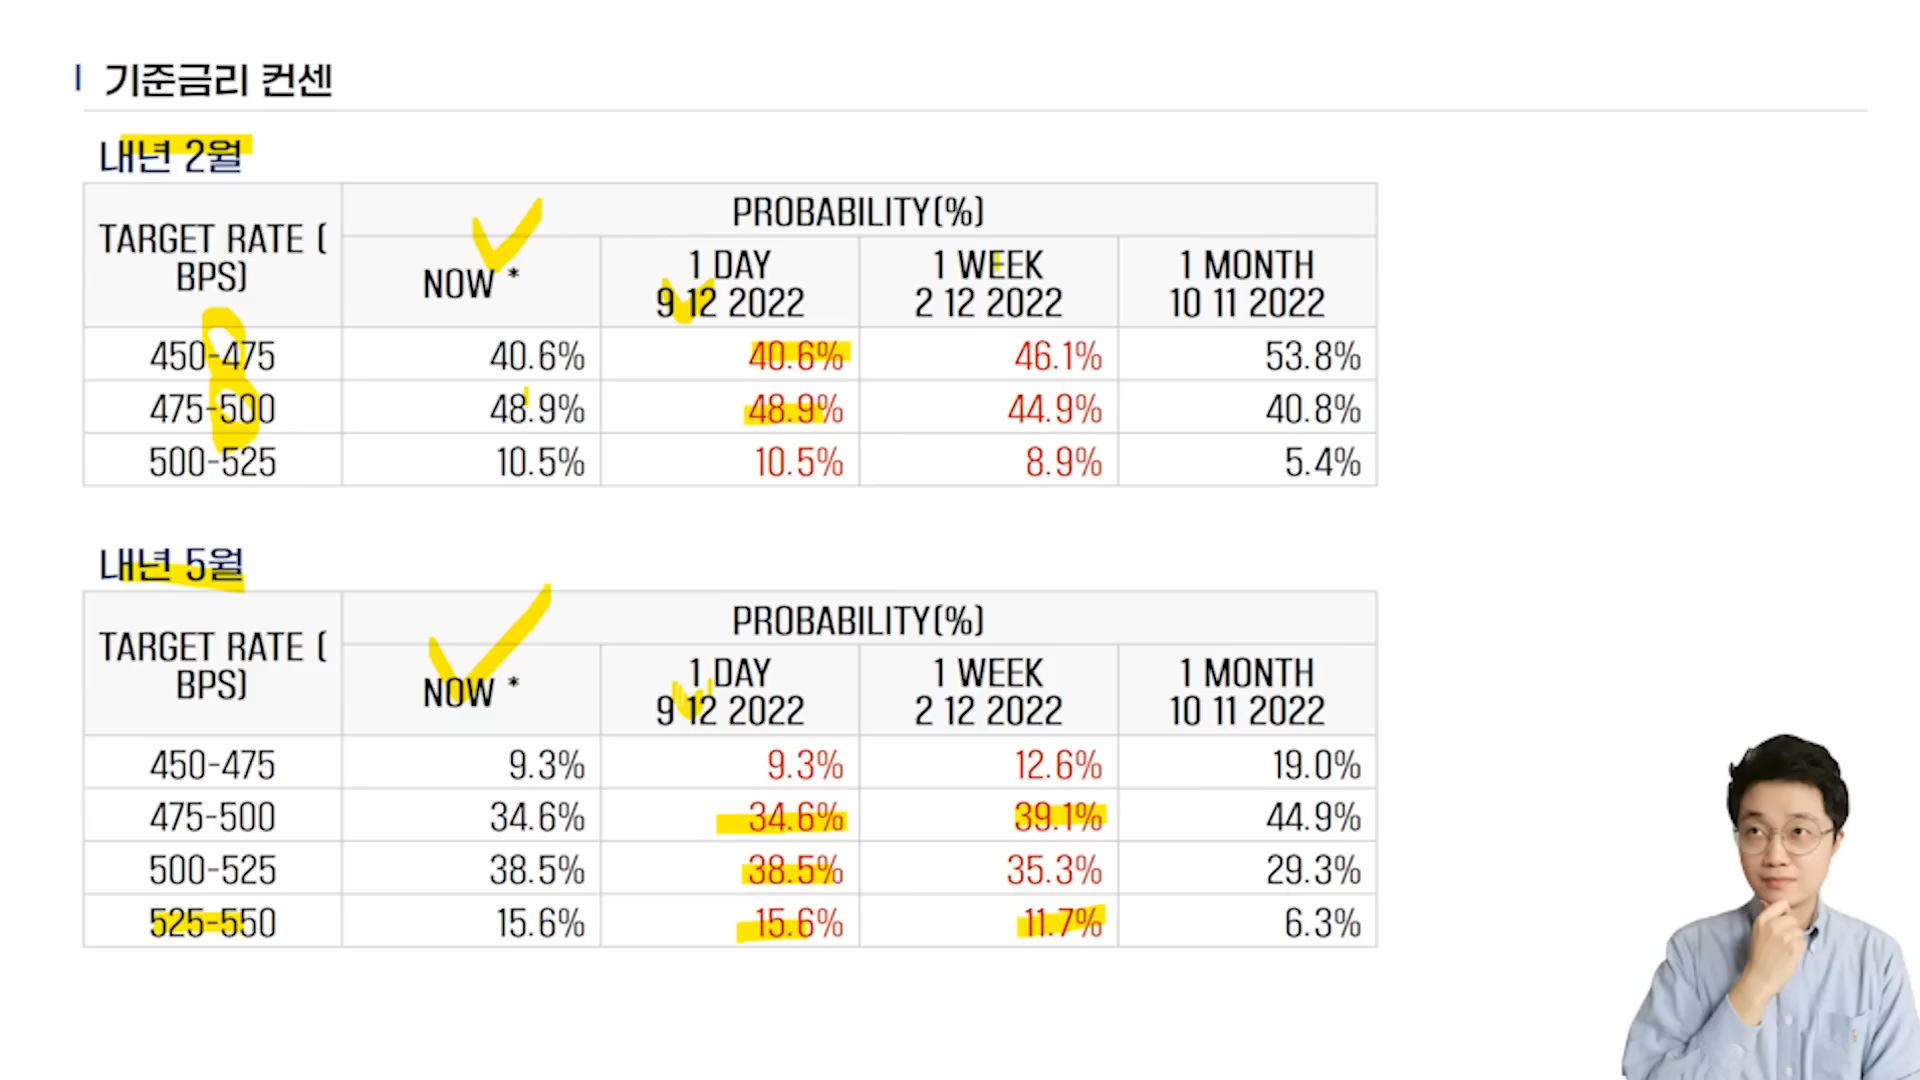 기준금리 컨센
내년 2월
TARGET RATE (
BPS)
PROBABILITY(%)
NOW *
1 DAY
9 12 2022
1 WEEK
2 12 2022
1 MONTH
10 11 2022
450-475 40.6% 40.6% 46.1% 53.8%
475-500 48.9% 48.9% 44.9% 40.8%
500-525 10.5% 10.5% 8.9% 5.4%
내년 5월
TARGET RATE (
BPS)
PROBABILITY(%)
NOW *
1 DAY
9 12 2022
1 WEEK
2 12 2022
1 MONTH
10 11 2022
450-475 9.3% 9.3% 12.6% 19.0%
475-500 34.6% 34.6% 39.1% 44.9%
500-525 38.5% 38.5% 35.3% 29.3%
525-550 15.6% 15.6% 11.7% 6.3%